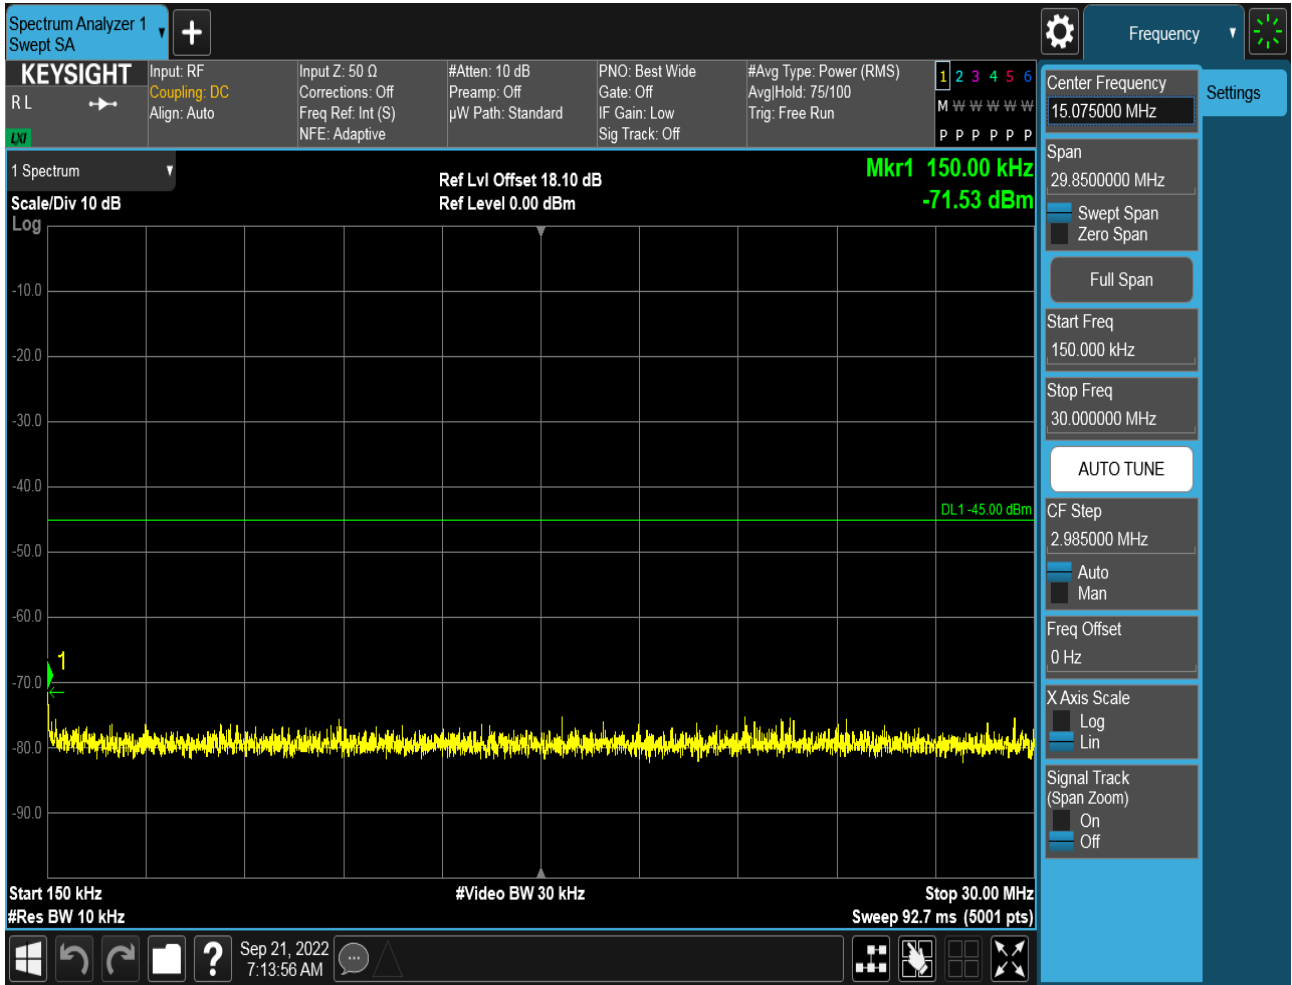 Spectrum Analyzer 1
Swept SA
Frequency
KEYSIGHT
R L
LXI
Input: RF
Coupling: DC
Align: Auto
Input Z: 50 Ω
Corrections: Off
Freq Ref: Int (S)
NFE: Adaptive
#Atten: 10 dB
Preamp: Off
µW Path: Standard
PNO: Best Wide
Gate: Off
IF Gain: Low
Sig Track: Off
#Avg Type: Power (RMS)
Avg|Hold: 75/100
Trig: Free Run
1 2 3 4 5 6
M W W W W W
P P P P P P
1 Spectrum
Scale/Div 10 dB
Log
Ref Lvl Offset 18.10 dB
Ref Level 0.00 dBm
Mkr1 150.00 kHz
-71.53 dBm
-10.0
-20.0
-30.0
-40.0
DL1 -45.00 dBm
-50.0
-60.0
1
-70.0
-80.0
-90.0
Start 150 kHz
#Res BW 10 kHz
#Video BW 30 kHz
Stop 30.00 MHz
Sweep 92.7 ms (5001 pts)
Center Frequency
15.075000 MHz
Settings
Span
29.8500000 MHz
Swept Span
Zero Span
Full Span
Start Freq
150.000 kHz
Stop Freq
30.000000 MHz
AUTO TUNE
CF Step
2.985000 MHz
Auto
Man
Freq Offset
0 Hz
X Axis Scale
Log
Lin
Signal Track
(Span Zoom)
On
Off
?
Sep 21, 2022
7:13:56 AM